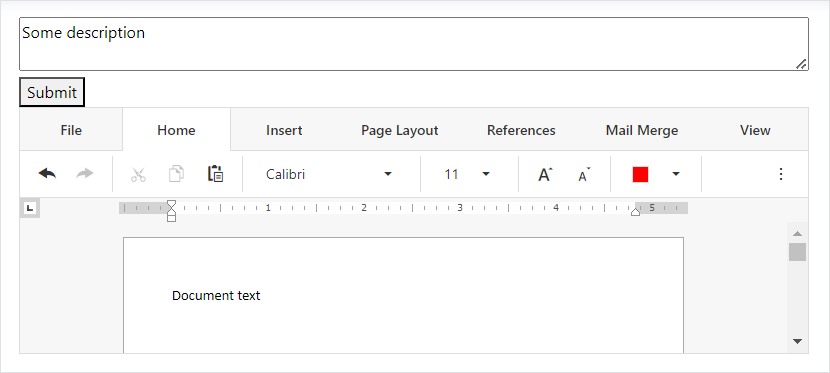 Some description
Submit
File Home Insert Page Layout References Mail Merge View
Calibri 11 A A
L 1 2 3 4 5
Document text